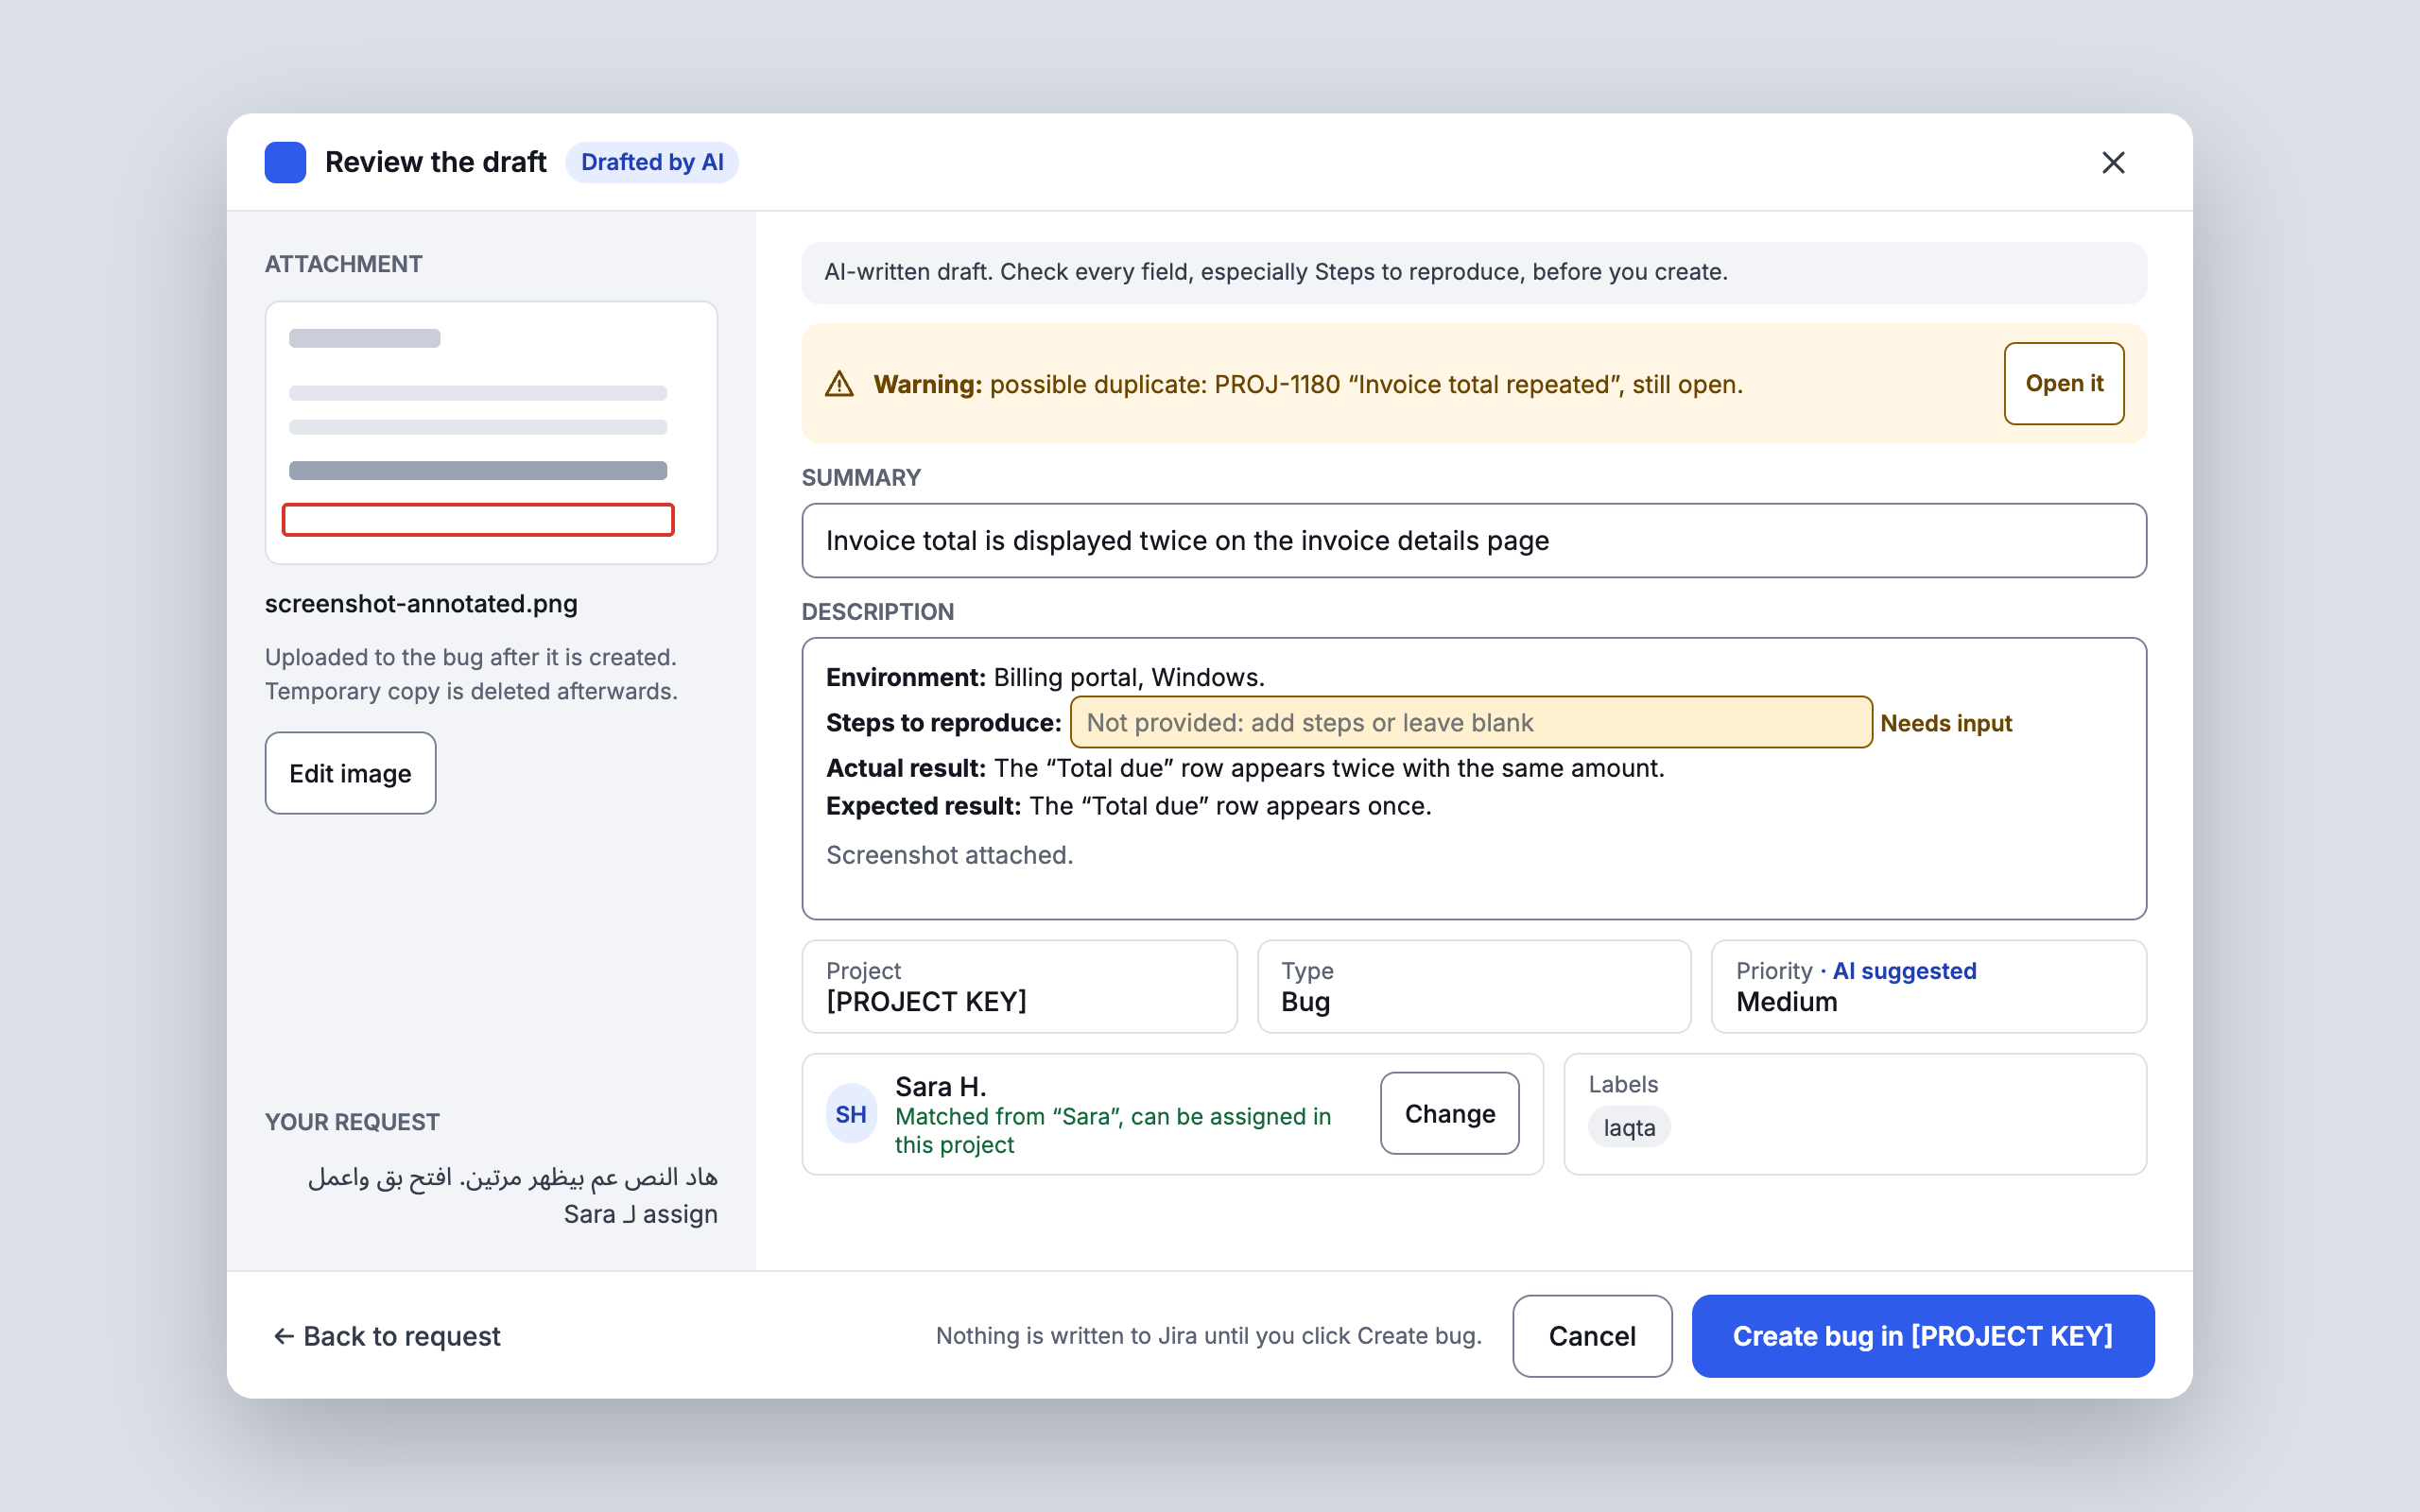 Review the draft
Drafted by AI
ATTACHMENT
screenshot-annotated.png
Uploaded to the bug after it is created.
Temporary copy is deleted afterwards.
Edit image
YOUR REQUEST
هاد النص عم بيظهر مرتين. افتح بق واعمل
assign لـ Sara
AI-written draft. Check every field, especially Steps to reproduce, before you create.
Warning: possible duplicate: PROJ-1180 “Invoice total repeated”, still open.
Open it
SUMMARY
Invoice total is displayed twice on the invoice details page
DESCRIPTION
Environment: Billing portal, Windows.
Steps to reproduce: Not provided: add steps or leave blank Needs input
Actual result: The “Total due” row appears twice with the same amount.
Expected result: The “Total due” row appears once.
Screenshot attached.
Project
[PROJECT KEY]
Type
Bug
Priority · AI suggested
Medium
SH
Sara H.
Matched from “Sara”, can be assigned in
this project
Change
Labels
laqta
← Back to request
Nothing is written to Jira until you click Create bug.
Cancel
Create bug in [PROJECT KEY]